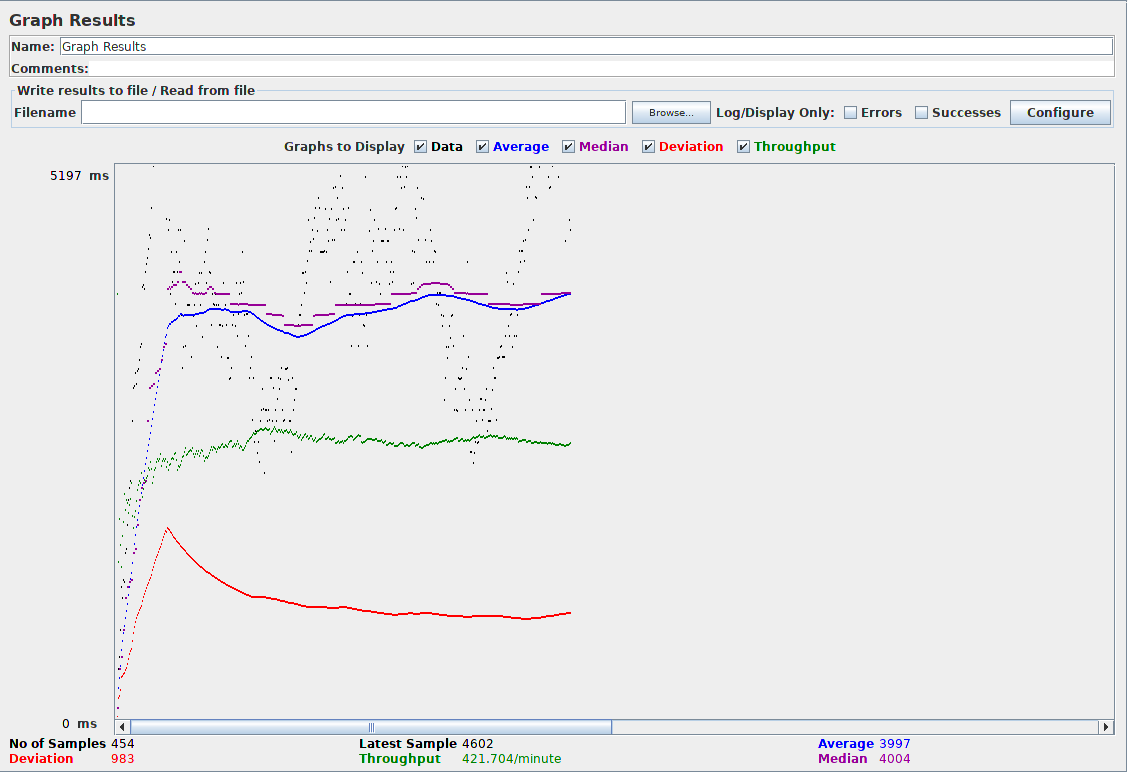 Graph Results
Name: Graph Results
Comments:
Write results to file / Read from file
Filename Browse... Log/Display Only: Errors Successes Configure
Graphs to Display Data Average Median Deviation Throughput
5197 ms
0 ms
No of Samples 454 Latest Sample 4602 Average 3997
Deviation 983 Throughput 421.704/minute Median 4004